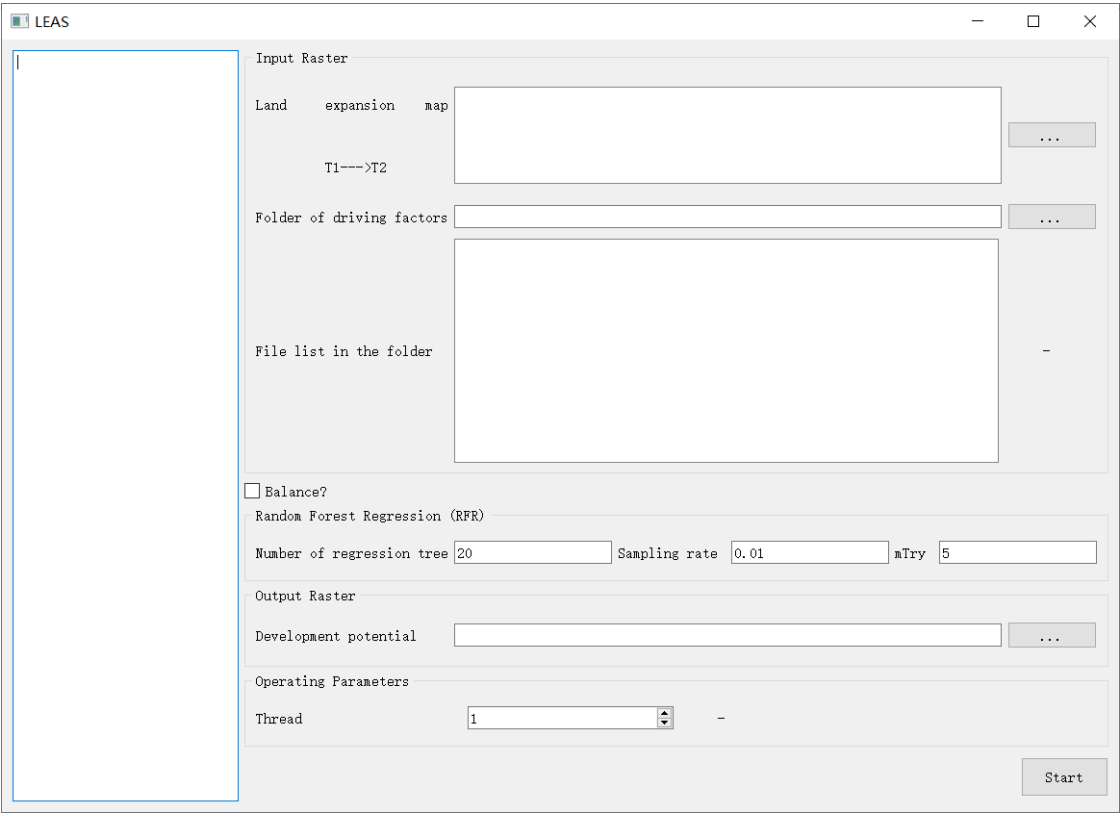 LEAS
Input Raster
Land expansion map
...
T1--->T2
Folder of driving factors ...
File list in the folder -
Balance?
Random Forest Regression (RFR)
Number of regression tree 20 Sampling rate 0.01 mTry 5
Output Raster
Development potential ...
Operating Parameters
Thread 1 -
Start